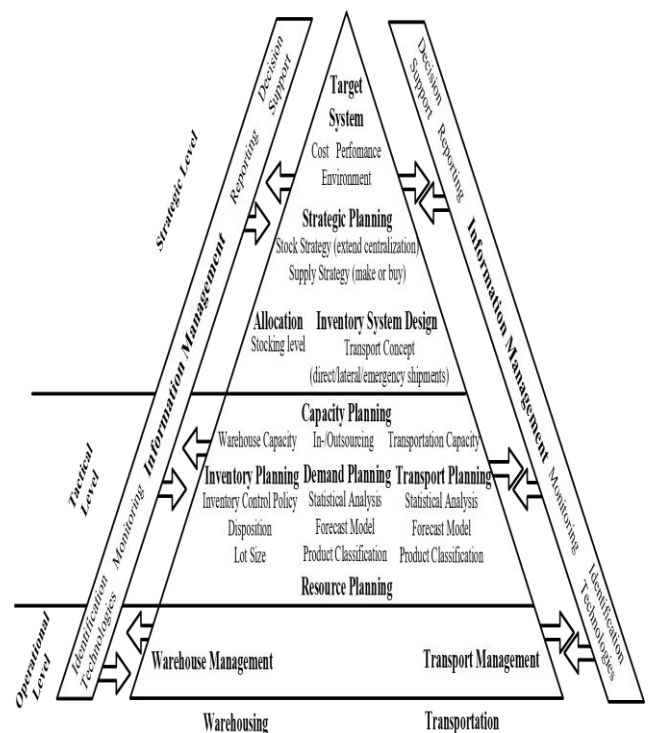 Target
System
Cost Perfomance
Environment
Strategic Planning
Stock Strategy (extend centralization)
Supply Strategy (make or buy)
Allocation Inventory System Design
Stocking level Transport Concept
(direct/lateral/emergency shipments)
Capacity Planning
Warehouse Capacity In-/Outsourcing Transportation Capacity
Inventory Planning Demand Planning Transport Planning
Inventory Control Policy Statistical Analysis Statistical Analysis
Disposition Forecast Model Forecast Model
Lot Size Product Classification Product Classification
Resource Planning
Warehouse Management Transport Management
Warehousing Transportation
Strategic Level
Tactical
Level
Operational
Level
Decision
Support
Reporting
Information Management
Monitoring
Identification
Technologies
Decision
Support
Reporting
Information Management
Monitoring
Identification
Technologies